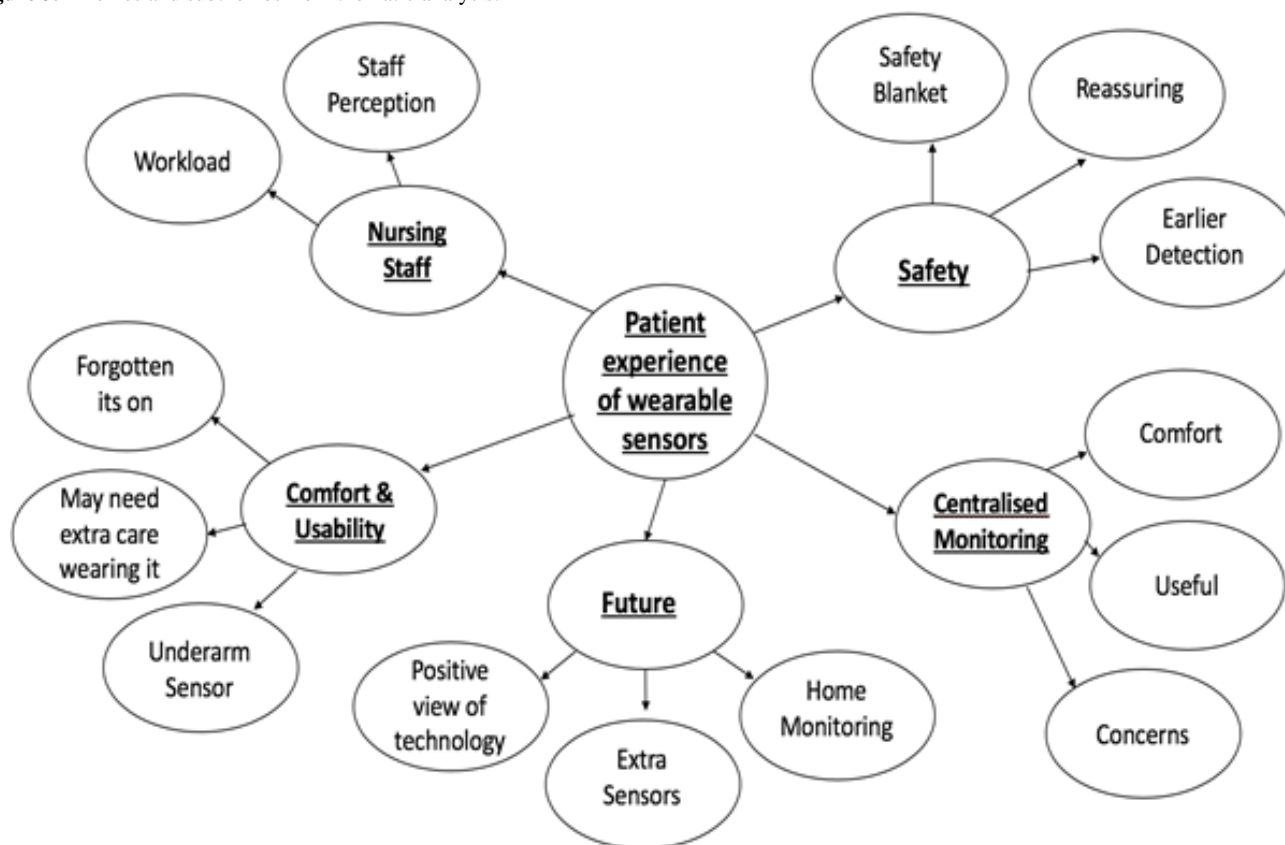 Staff
Perception
Workload
Nursing
Staff
Safety
Blanket
Reassuring
Earlier
Detection
Safety
Patient
experience
of wearable
sensors
Forgotten
its on
May need
extra care
wearing it
Underarm
Sensor
Comfort &
Usability
Future
Positive
view of
technology
Extra
Sensors
Home
Monitoring
Centralised
Monitoring
Comfort
Useful
Concerns